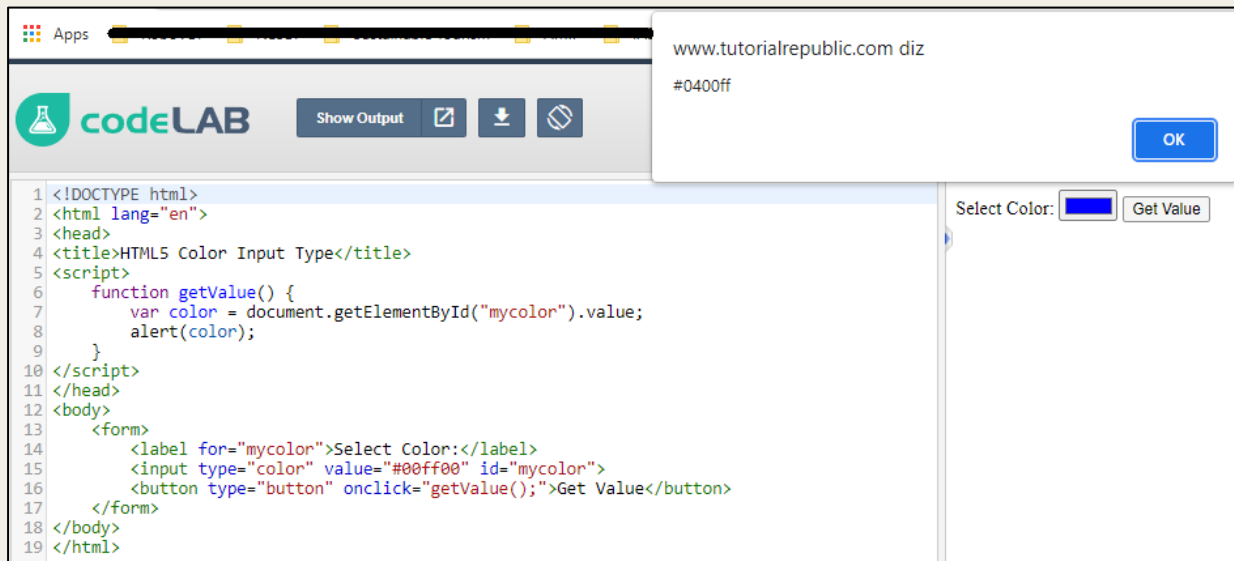 Apps
www.tutorialrepublic.com diz
#0400ff
OK
codeLAB
Show Output
Select Color: Get Value
1 <!DOCTYPE html>
2 <html lang="en">
3 <head>
4 <title>HTML5 Color Input Type</title>
5 <script>
6     function getValue() {
7         var color = document.getElementById("mycolor").value;
8         alert(color);
9     }
10 </script>
11 </head>
12 <body>
13     <form>
14         <label for="mycolor">Select Color:</label>
15         <input type="color" value="#00ff00" id="mycolor">
16         <button type="button" onclick="getValue();">Get Value</button>
17     </form>
18 </body>
19 </html>